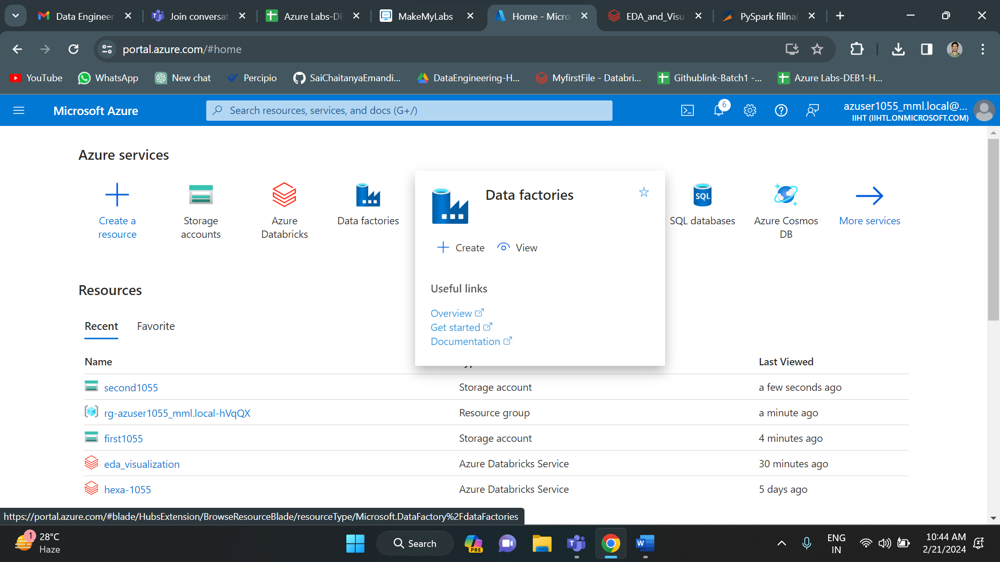 Data Engineer
Join conversat
Azure Labs-DE
MakeMyLabs
Home - Micro
EDA_and_Visu
PySpark fillna(
portal.azure.com/#home
YouTube
WhatsApp
New chat
Percipio
SaiChaitanyaEmandi...
DataEngineering-H...
MyfirstFile - Databri...
Githublink-Batch1 -...
Azure Labs-DEB1-H...
Microsoft Azure
Search resources, services, and docs (G+/)
6
azuser1055_mml.local@...
IIHT (IIHTL.ONMICROSOFT.COM)
Azure services
Create a
resource
Storage
accounts
Azure
Databricks
Data factories
Data factories
Create
View
Useful links
Overview
Get started
Documentation
SQL
SQL databases
Azure Cosmos
DB
More services
Resources
Recent
Favorite
Name
Last Viewed
second1055
Storage account
a few seconds ago
rg-azuser1055_mml.local-hVqQX
Resource group
a minute ago
first1055
Storage account
4 minutes ago
eda_visualization
Azure Databricks Service
30 minutes ago
hexa-1055
Azure Databricks Service
5 days ago
https://portal.azure.com/#blade/HubsExtension/BrowseResourceBlade/resourceType/Microsoft.DataFactory%2FdataFactories
1
28°C
Haze
Search
PRE
ENG
IN
10:44 AM
2/21/2024